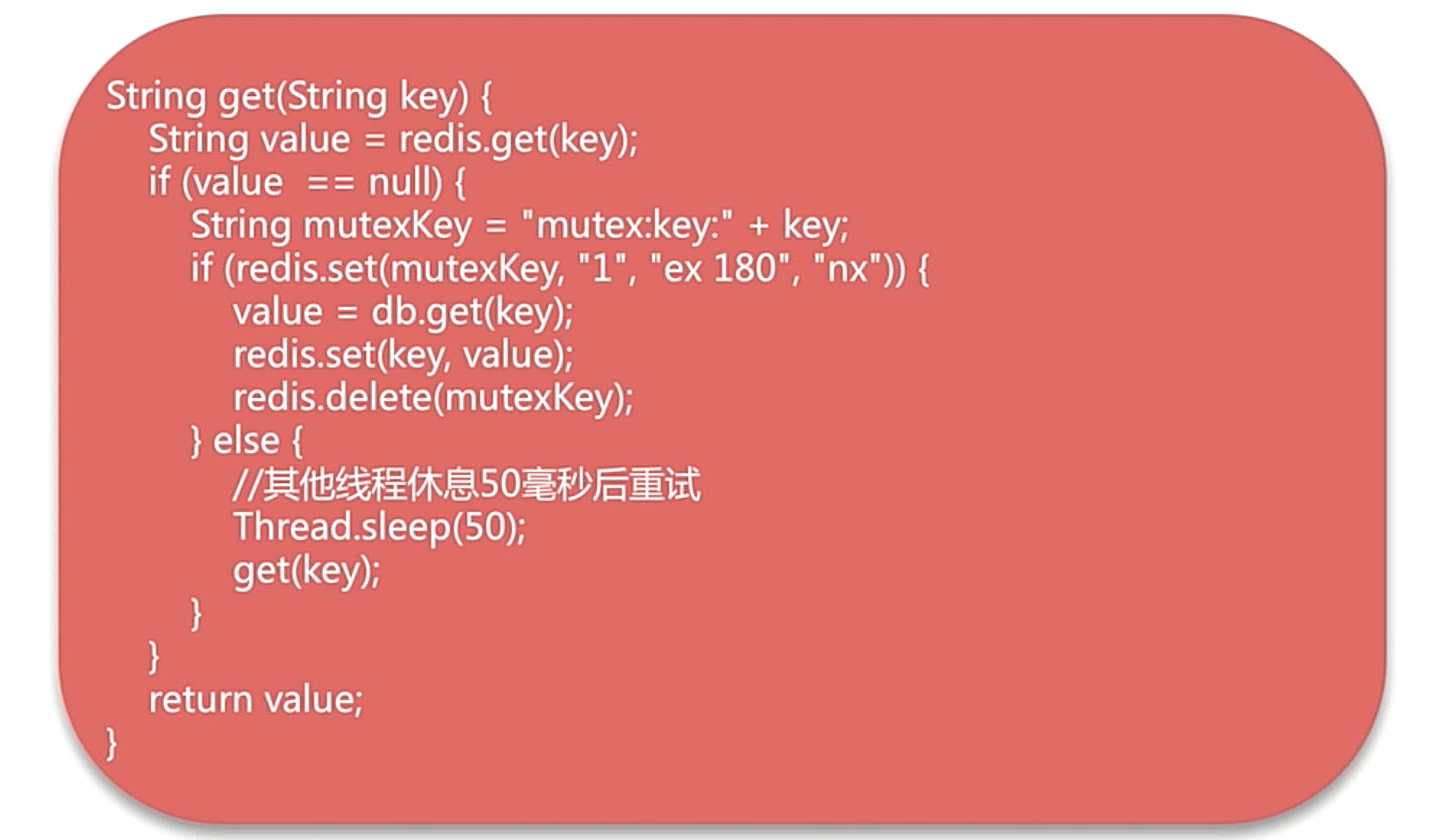 String get(String key) {
String value = redis.get(key);
if (value  == null) {
String mutexKey = "mutex:key:" + key;
if (redis.set(mutexKey, "1", "ex 180", "nx")) {
value = db.get(key);
redis.set(key, value);
redis.delete(mutexKey);
} else {
//其他线程休息50毫秒后重试
Thread.sleep(50);
get(key);
}
}
return value;
}